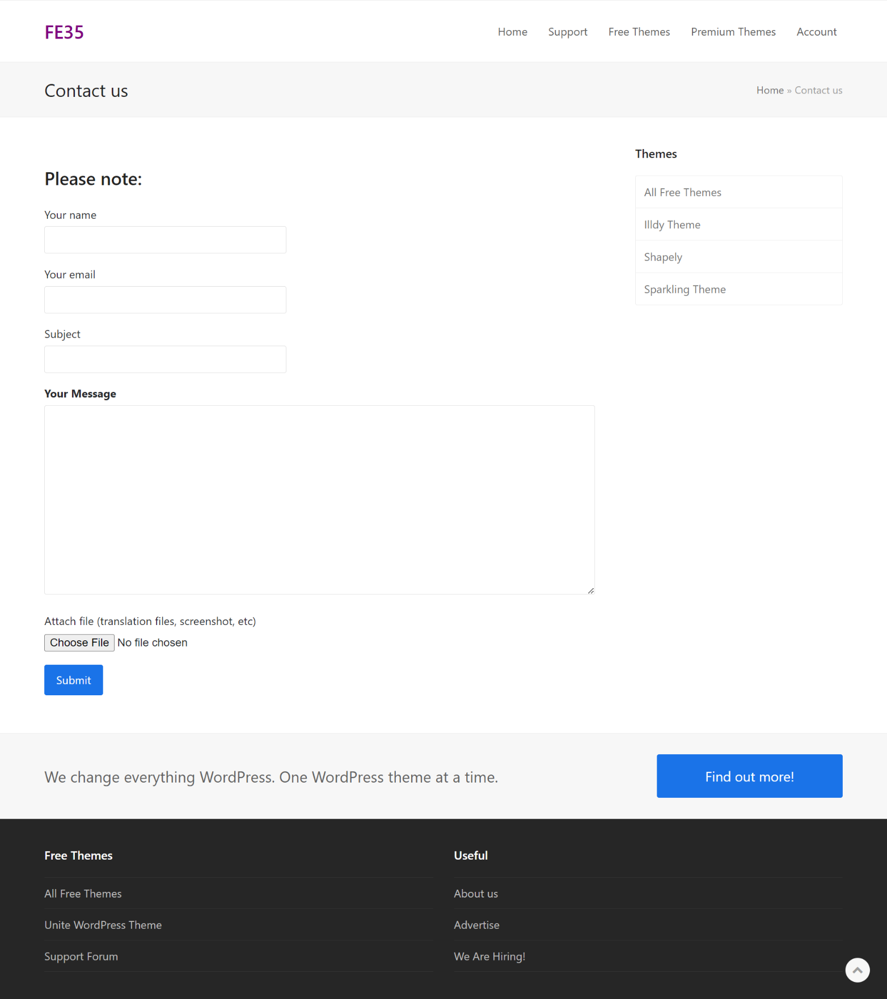 FE35
Home Support Free Themes Premium Themes Account
Contact us
Home » Contact us
Please note:
Your name
Your email
Subject
Your Message
Attach file (translation files, screenshot, etc)
Choose File No file chosen
Submit
Themes
All Free Themes
Illdy Theme
Shapely
Sparkling Theme
We change everything WordPress. One WordPress theme at a time.
Find out more!
Free Themes
All Free Themes
Unite WordPress Theme
Support Forum
Useful
About us
Advertise
We Are Hiring!